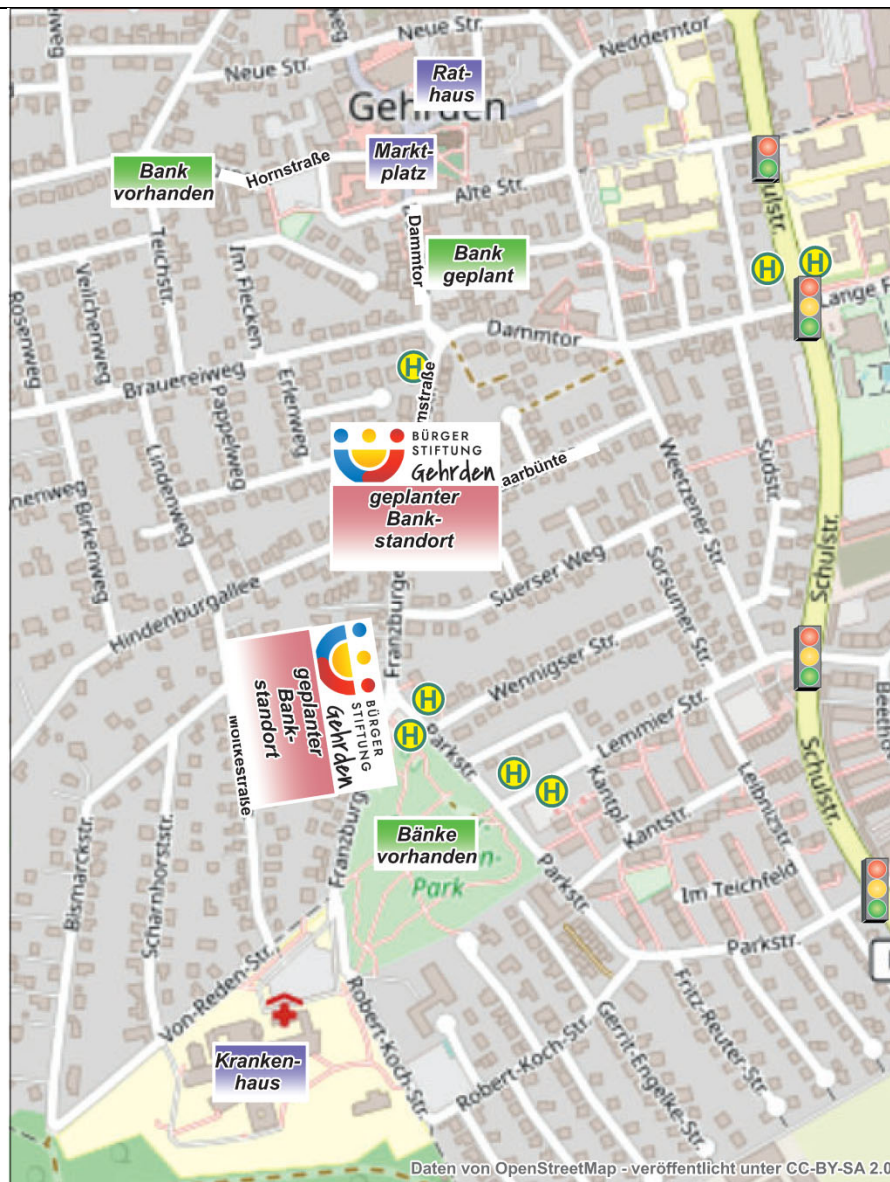 Neue Str.
Neue Str.
Nedderntor
Rat-
haus
Gehrden
Markt-
platz
Bank
vorhanden
Hornstraße
Alte Str.
Dammtor
Bank
geplant
Teichstr.
Im Flecken
Veilchenweg
Rosenweg
Lange F
Dammtor
H
H
H
Brauereiweg
Erlenweg
Pappelweg
Lindenweg
Birkenweg
BÜRGER
STIFTUNG
Gehrden
geplanter
Bank-
standort
aarbünte
Weetzener Str.
Südstr.
Schulstr.
Hindenburgallee
Suerser Weg
Sorsumer Str.
Wennigser Str.
BÜRGER
STIFTUNG
Gehrden
geplanter
Bank-
standort
Moltkestraße
H
H
H
H
Parkstr.
Lemmier Str.
Kantpl.
Kantstr.
Leibnizstr.
Schulstr.
Bänke
vorhanden
Park
Parkstr.
Im Teichfeld
Parkstr.
Bismarckstr.
Scharnhorststr.
Von-Reden-Str.
Robert-Koch-Str.
Robert-Koch-Str.
Gerrit-Engelke-Str.
Fritz-Reuter-Str.
Kranken-
haus
Daten von OpenStreetMap - veröffentlicht unter CC-BY-SA 2.0